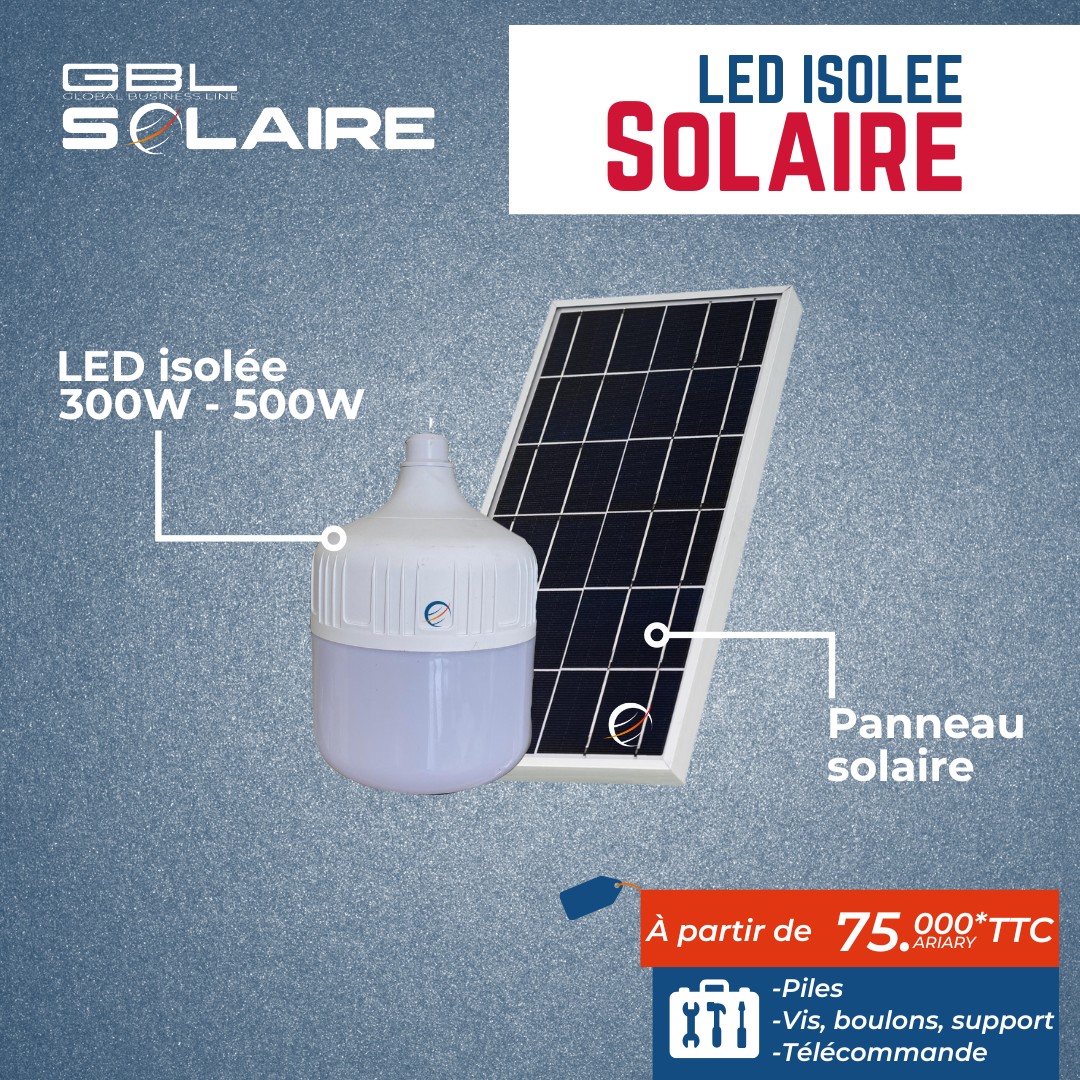 GBL
GLOBAL BUSINESS LINE
SOLAIRE
LED ISOLEE
SOLAIRE
LED isolée
300W - 500W
Panneau
solaire
À partir de 75.000* ARIARY TTC
-Piles
-Vis, boulons, support
-Télécommande